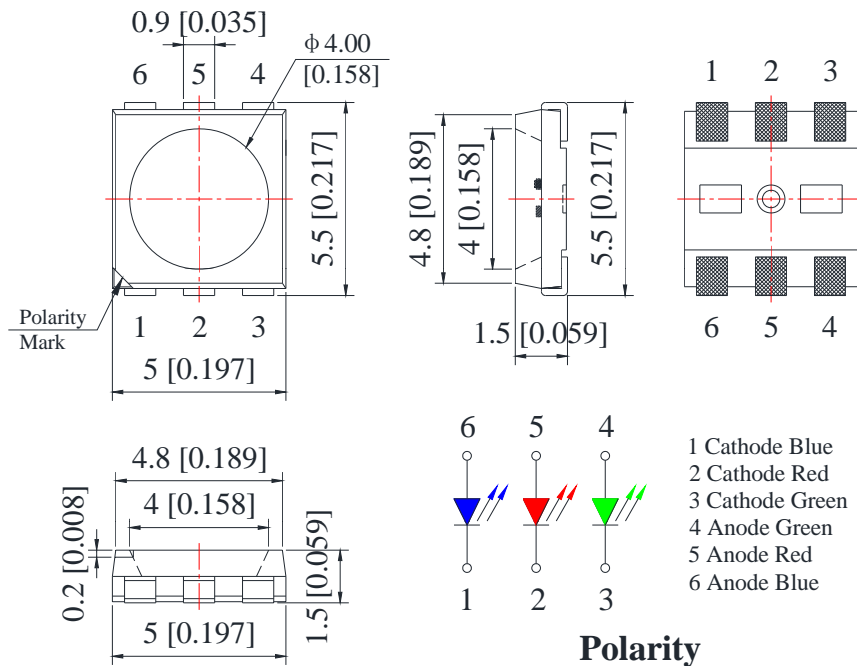 0.9 [0.035]
ϕ4.00
[0.158]
6 5 4
5.5 [0.217]
Polarity
Mark
1 2 3
5 [0.197]
4.8 [0.189]
4 [0.158]
5.5 [0.217]
1.5 [0.059]
1 2 3
6 5 4
4.8 [0.189]
4 [0.158]
0.2 [0.008]
1.5 [0.059]
5 [0.197]
6 5 4
1 2 3
1 Cathode Blue
2 Cathode Red
3 Cathode Green
4 Anode Green
5 Anode Red
6 Anode Blue
Polarity